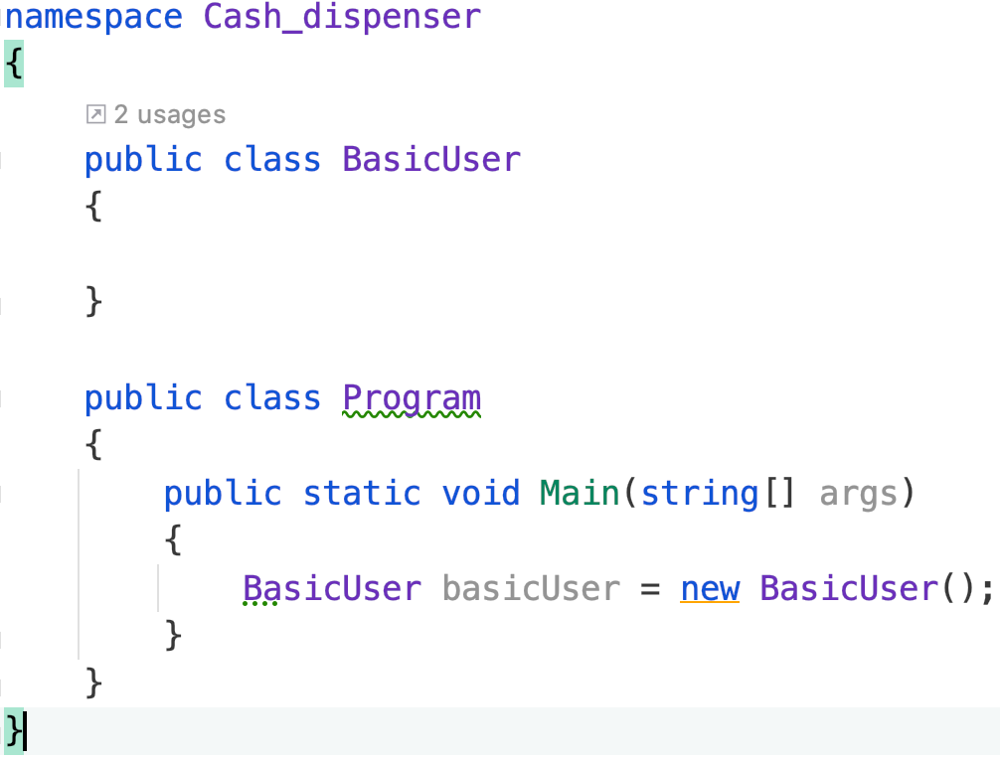 namespace Cash_dispenser
{
2 usages
public class BasicUser
{
}
public class Program
{
public static void Main(string[] args)
{
BasicUser basicUser = new BasicUser();
}
}
}